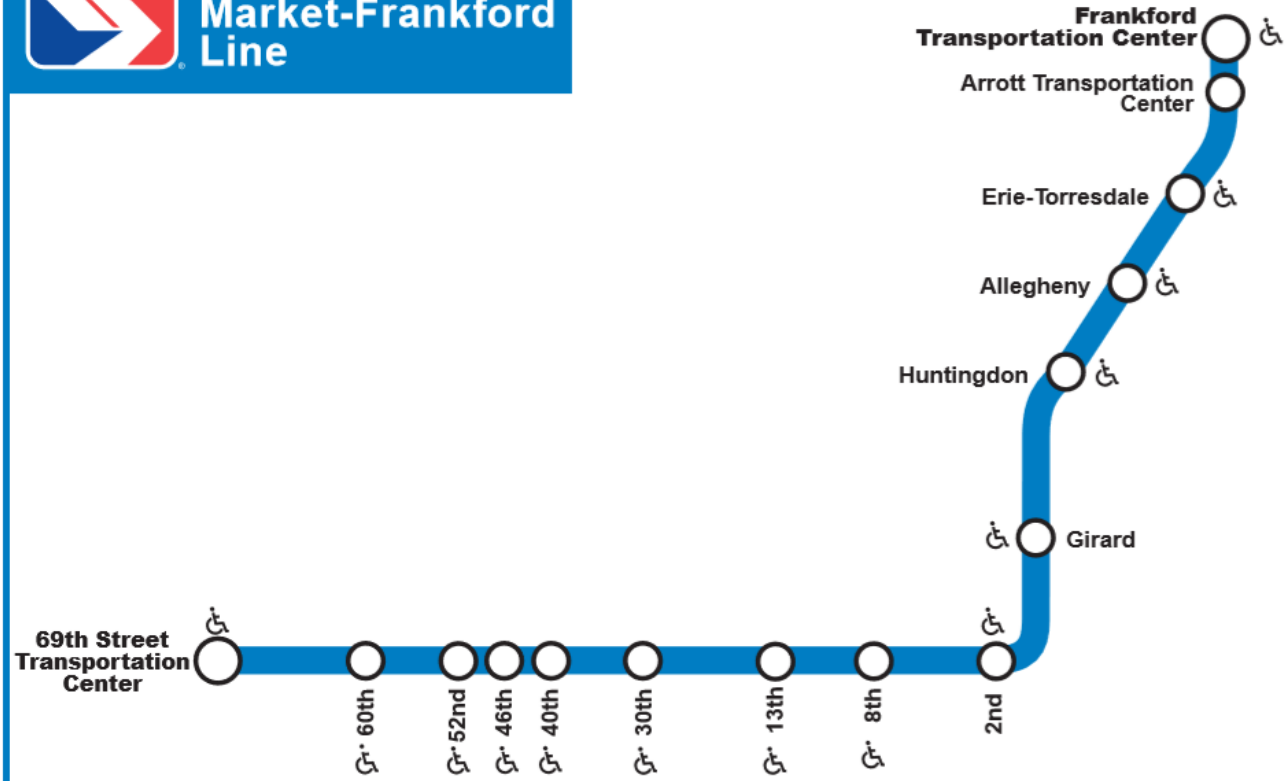 Market-Frankford
Line
®
Frankford
Transportation Center
Arrott Transportation
Center
Erie-Torresdale
Allegheny
Huntingdon
Girard
69th Street
Transportation
Center
60th
52nd
46th
40th
30th
13th
8th
2nd